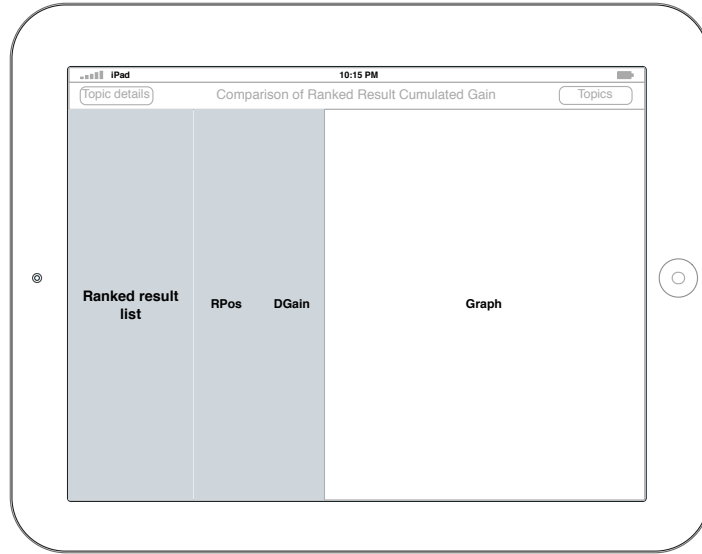 iPad
10:15 PM
Topic details
Comparison of Ranked Result Cumulated Gain
Topics
Ranked result
list
RPos
DGain
Graph